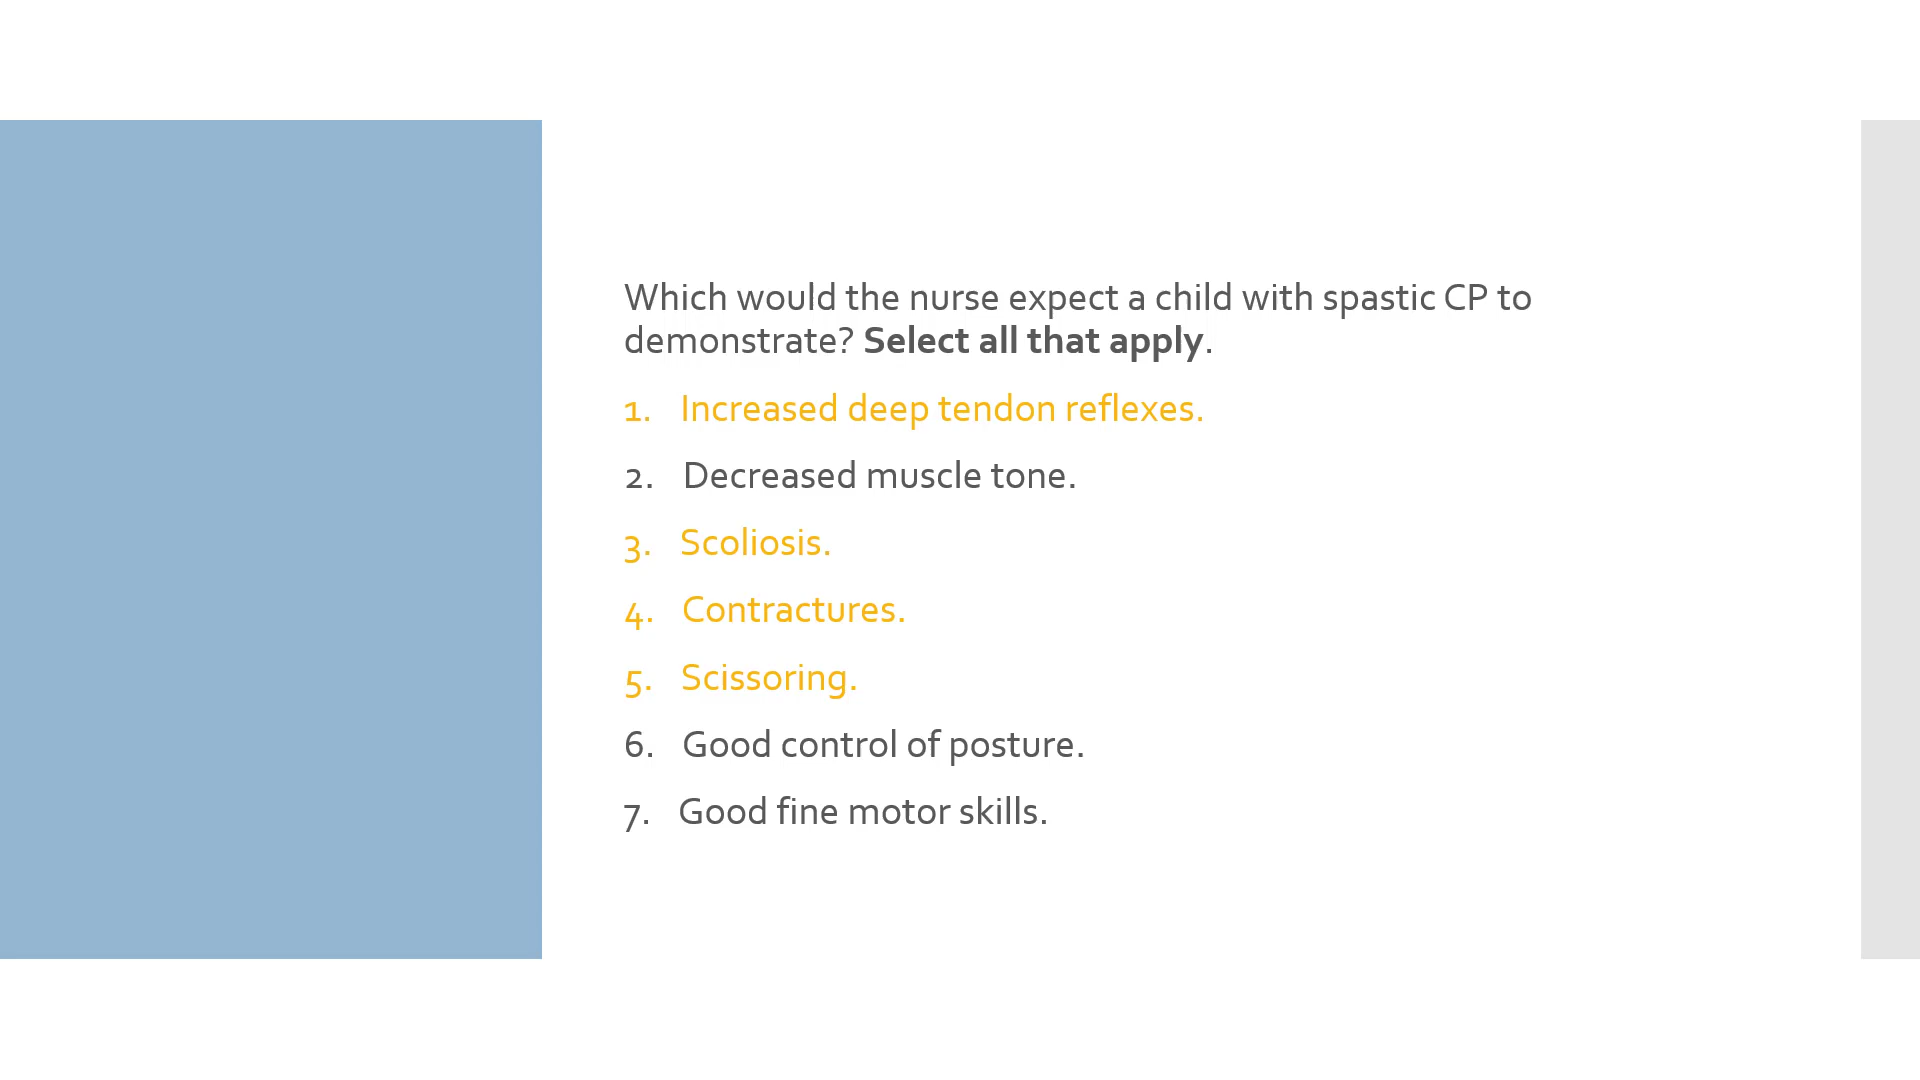 Which would the nurse expect a child with spastic CP to
demonstrate? Select all that apply.
1. Increased deep tendon reflexes.
2. Decreased muscle tone.
3. Scoliosis.
4. Contractures.
5. Scissoring.
6. Good control of posture.
7. Good fine motor skills.